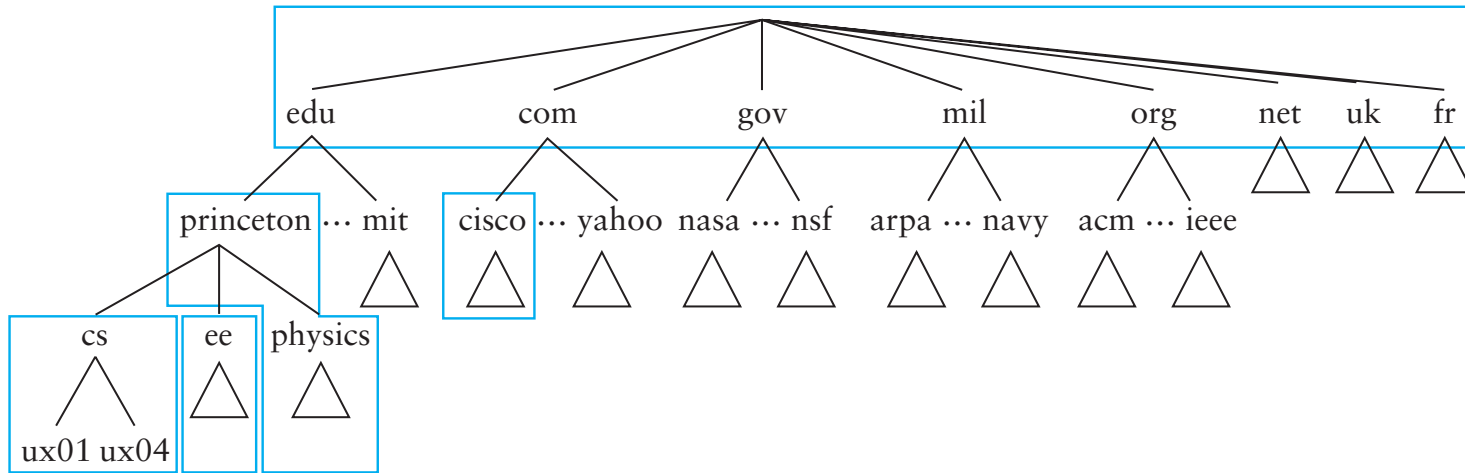 edu com gov mil org net uk fr
princeton ... mit cisco ... yahoo nasa ... nsf arpa ... navy acm ... ieee
cs ee physics
ux01 ux04